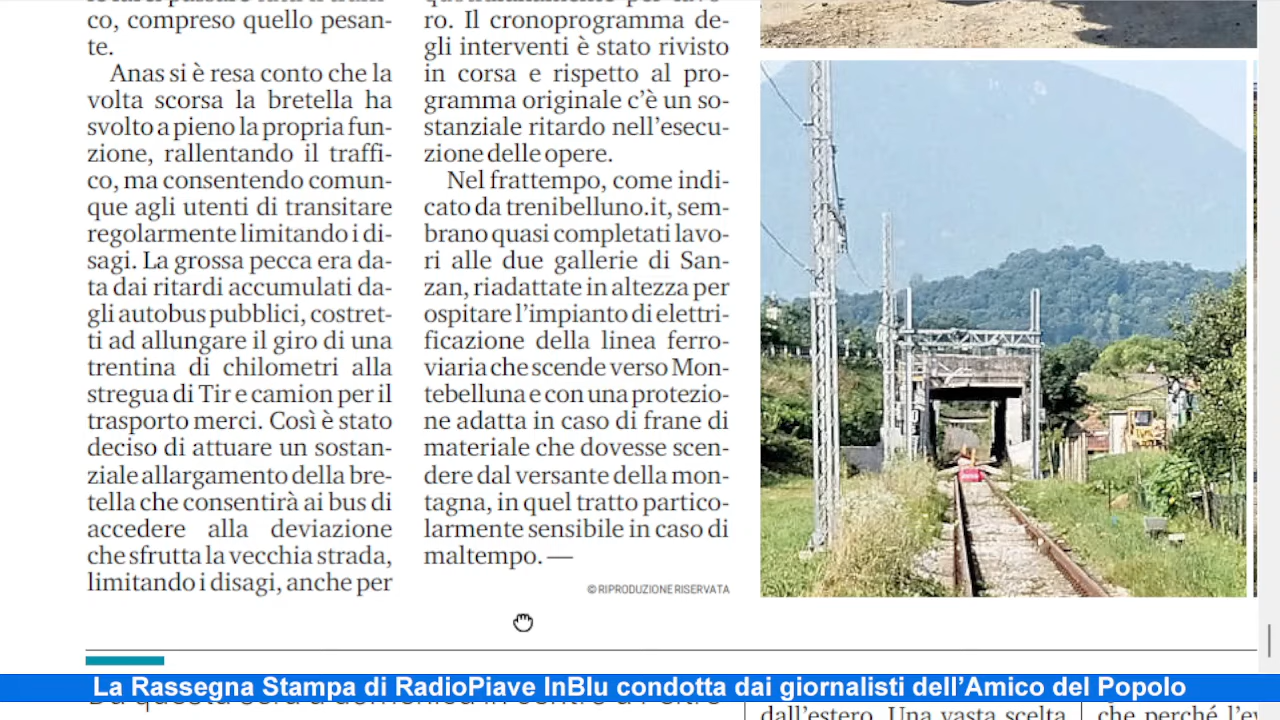 co, compreso quello pesan-
te.
Anas si è resa conto che la
volta scorsa la bretella ha
svolto a pieno la propria fun-
zione, rallentando il traffi-
co, ma consentendo comun-
que agli utenti di transitare
regolarmente limitando i di-
sagi. La grossa pecca era da-
ta dai ritardi accumulati da-
gli autobus pubblici, costret-
ti ad allungare il giro di una
trentina di chilometri alla
stregua di Tir e camion per il
trasporto merci. Così è stato
deciso di attuare un sostan-
ziale allargamento della bre-
tella che consentirà ai bus di
accedere alla deviazione
che sfrutta la vecchia strada,
limitando i disagi, anche per
ro. Il cronoprogramma de-
gli interventi è stato rivisto
in corsa e rispetto al pro-
gramma originale c'è un so-
stanziale ritardo nell'esecu-
zione delle opere.
Nel frattempo, come indi-
cato da trenibelluno.it, sem-
brano quasi completati lavo-
ri alle due gallerie di San-
zan, riadattate in altezza per
ospitare l'impianto di elettri-
ficazione della linea ferro-
viaria che scende verso Mon-
tebelluna e con una protezio-
ne adatta in caso di frane di
materiale che dovesse scen-
dere dal versante della mon-
tagna, in quel tratto partico-
larmente sensibile in caso di
maltempo. —
© RIPRODUZIONE RISERVATA
La Rassegna Stampa di RadioPiave InBlu condotta dai giornalisti dell'Amico del Popolo
dall'estero. Una vasta scelta
che perché l'ev